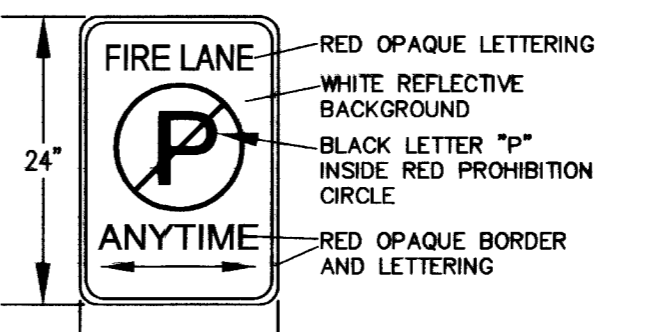 FIRE LANE
P
ANYTIME
24"
RED OPAQUE LETTERING
WHITE REFLECTIVE
BACKGROUND
BLACK LETTER "P"
INSIDE RED PROHIBITION
CIRCLE
RED OPAQUE BORDER
AND LETTERING